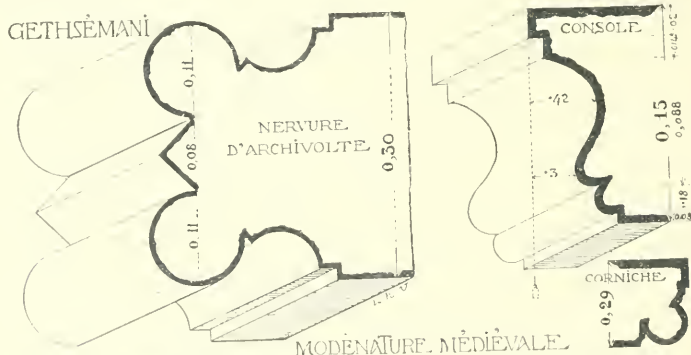 GETHSÉMANI
CONSOLE
0,11
NERVURE
D'ARCHIVOLTE
0,08
0,30
0,11
·42
0,15
0,088
·3
CORNICHE
0,29
MODÉNATURE MÉDIÉVALE